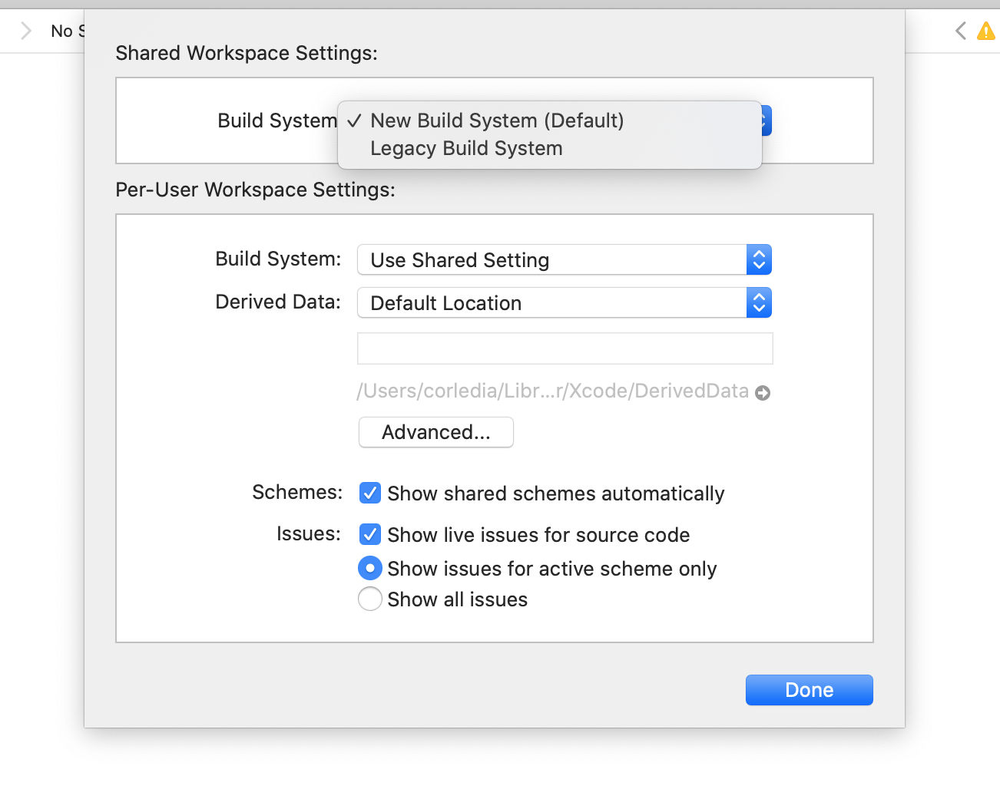 No S
Shared Workspace Settings:
Build System
✓ New Build System (Default)
Legacy Build System
Per-User Workspace Settings:
Build System: Use Shared Setting
Derived Data: Default Location
/Users/corledia/Libr...r/Xcode/DerivedData
Advanced...
Schemes: Show shared schemes automatically
Issues: Show live issues for source code
Show issues for active scheme only
Show all issues
Done